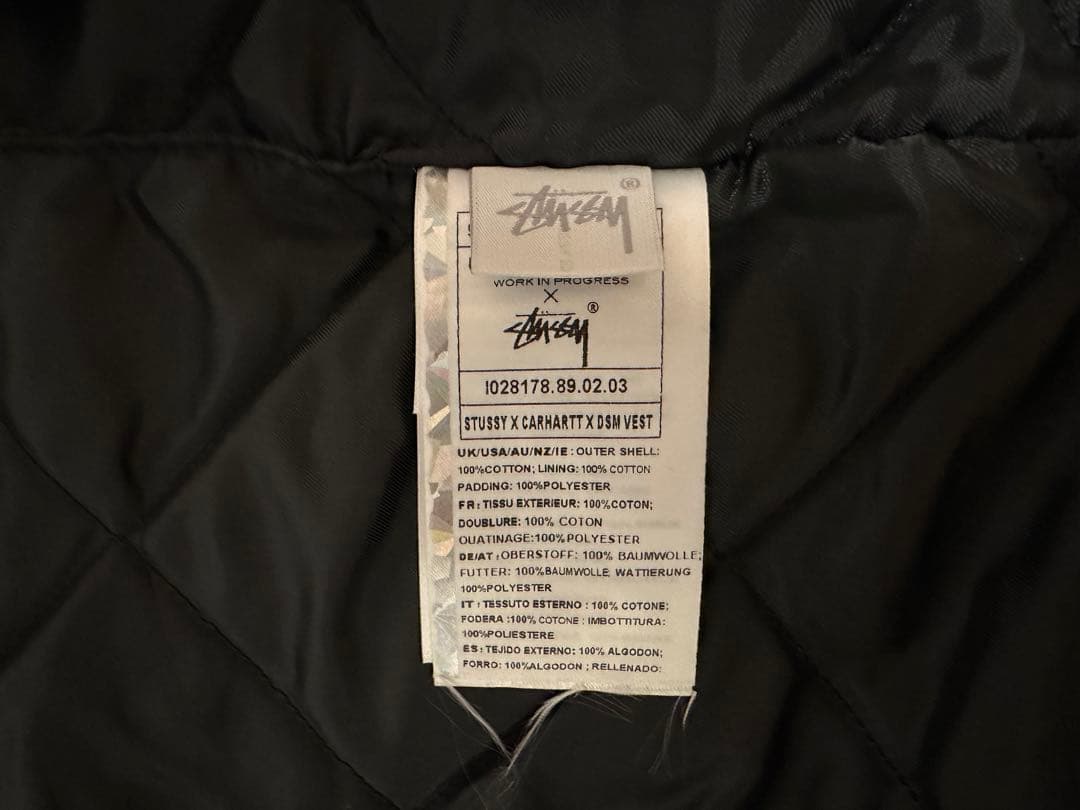 STÜSSY®
WORK IN PROGRESS
X
STÜSSY®
I028178.89.02.03
STUSSY X CARHARTT X DSM VEST
UK/USA/AU/NZ/IE : OUTER SHELL:
100%COTTON; LINING: 100% COTTON
PADDING: 100%POLYESTER
FR: TISSU EXTERIEUR: 100%COTON;
DOUBLURE: 100% COTON
OUATINAGE:100%POLYESTER
DE/AT : OBERSTOFF: 100% BAUMWOLLE;
FUTTER: 100%BAUMWOLLE; WATTIERUNG
100%POLYESTER
IT : TESSUTO ESTERNO : 100% COTONE;
FODERA :100% COTONE : IMBOTTITURA:
100%POLIESTERE
ES: TEJIDO EXTERNO: 100% ALGODON;
FORRO: 100%ALGODON ; RELLENADO: